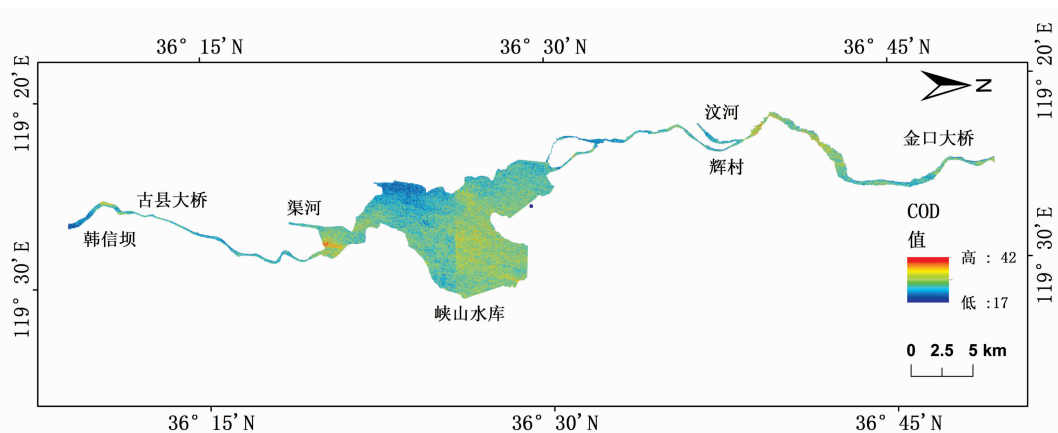 36° 15'N
36° 30'N
36° 45'N
119° 20'E
119° 20'E
N
汶河
金口大桥
辉村
古县大桥
渠河
韩信坝
COD
值
高 : 42
119° 30'E
119° 30'E
低 :17
峡山水库
0 2.5 5 km
36° 15'N
36° 30'N
36° 45'N